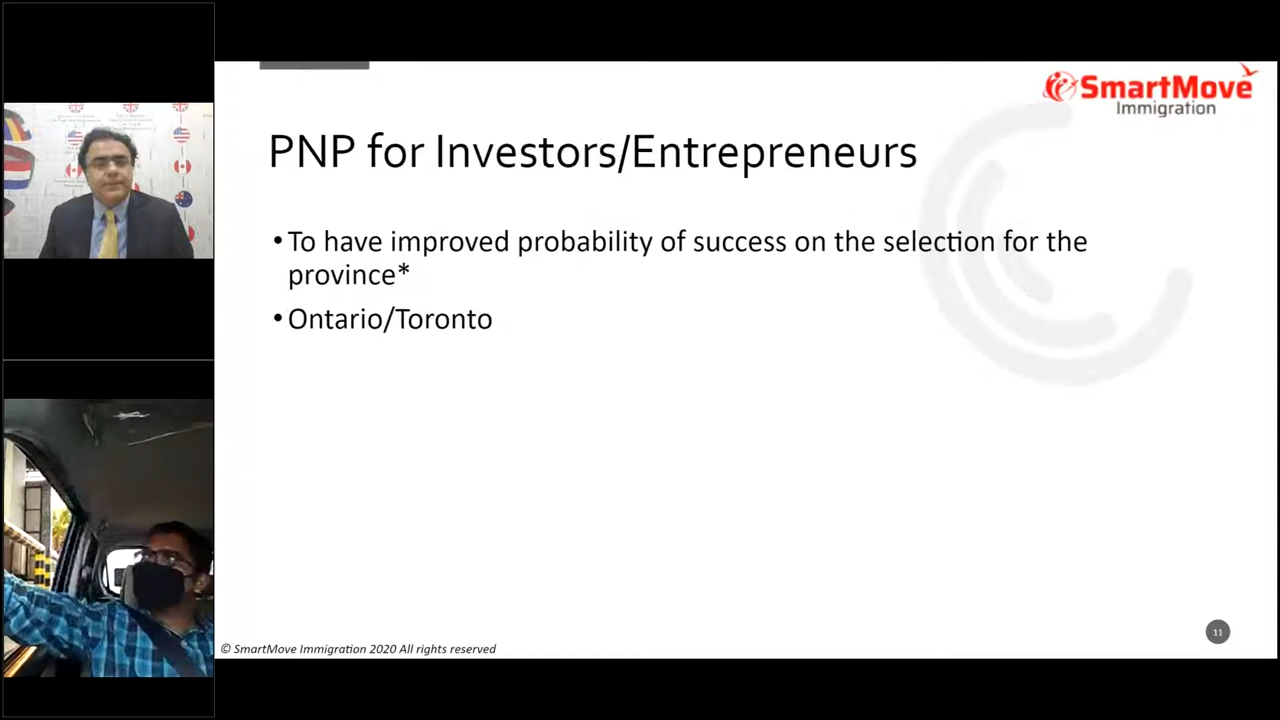 SmartMove
Immigration
PNP for Investors/Entrepreneurs
• To have improved probability of success on the selection for the
province*
• Ontario/Toronto
© SmartMove Immigration 2020 All rights reserved
11